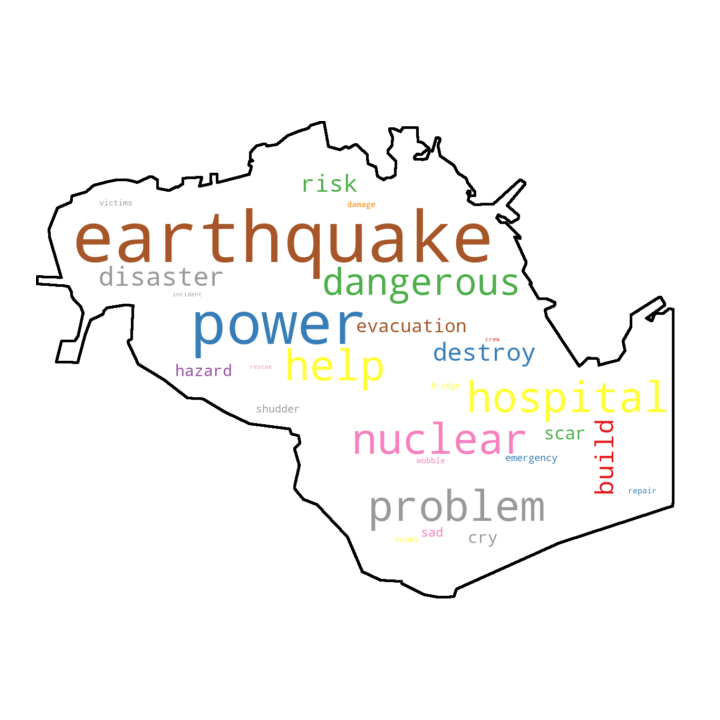 risk
victims
damage
earthquake
disaster
dangerous
incident
power
evacuation
crew
destroy
help
hazard
rescue
bridge
hospital
shudder
nuclear
scar
build
wobble
emergency
repair
problem
sad
cry